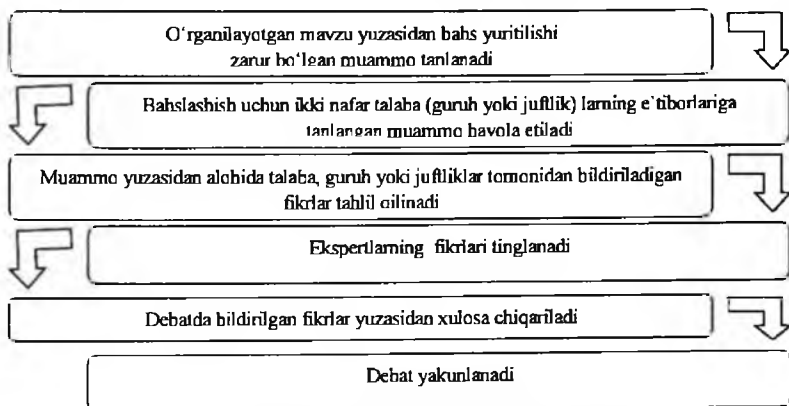 O‘rganilayotgan mavzu yuzasidan bahs yuritilishi
zarur bo‘lgan muammo tanlanadi
Bahslashish uchun ikki nafar talaba (guruh yoki juftlik) larning e`tiborlariga
tanlangan muammo havola etiladi
Muammo yuzasidan alohida talaba, guruh yoki juftliklar tomonidan bildiriladigan
fikrlar tahlil qilinadi
Ekspertlarning fikrlari tinglanadi
Debatda bildirilgan fikrlar yuzasidan xulosa chiqariladi
Debat yakunlanadi